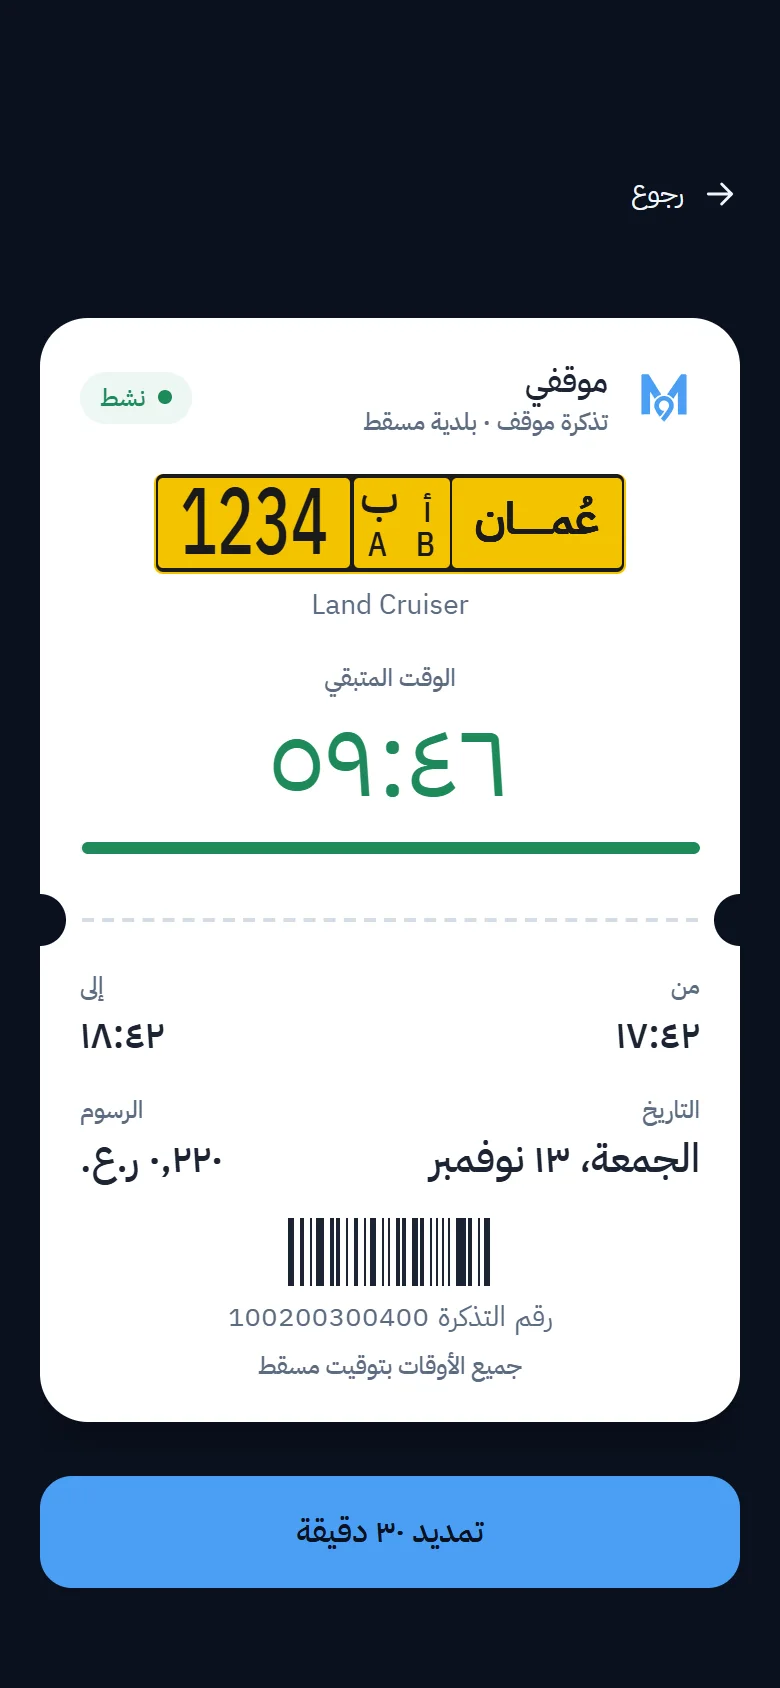 رجوع
موقفي
تذكرة موقف · بلدية مسقط
نشط
عُمـــان
أ ب
B A
1234
Land Cruiser
الوقت المتبقي
٥٩:٤٦
من
١٧:٤٢
إلى
١٨:٤٢
التاريخ
الجمعة، ١٣ نوفمبر
الرسوم
٠٫٢٢٠ ر.ع.
رقم التذكرة 100200300400
جميع الأوقات بتوقيت مسقط
تمديد ٣٠ دقيقة